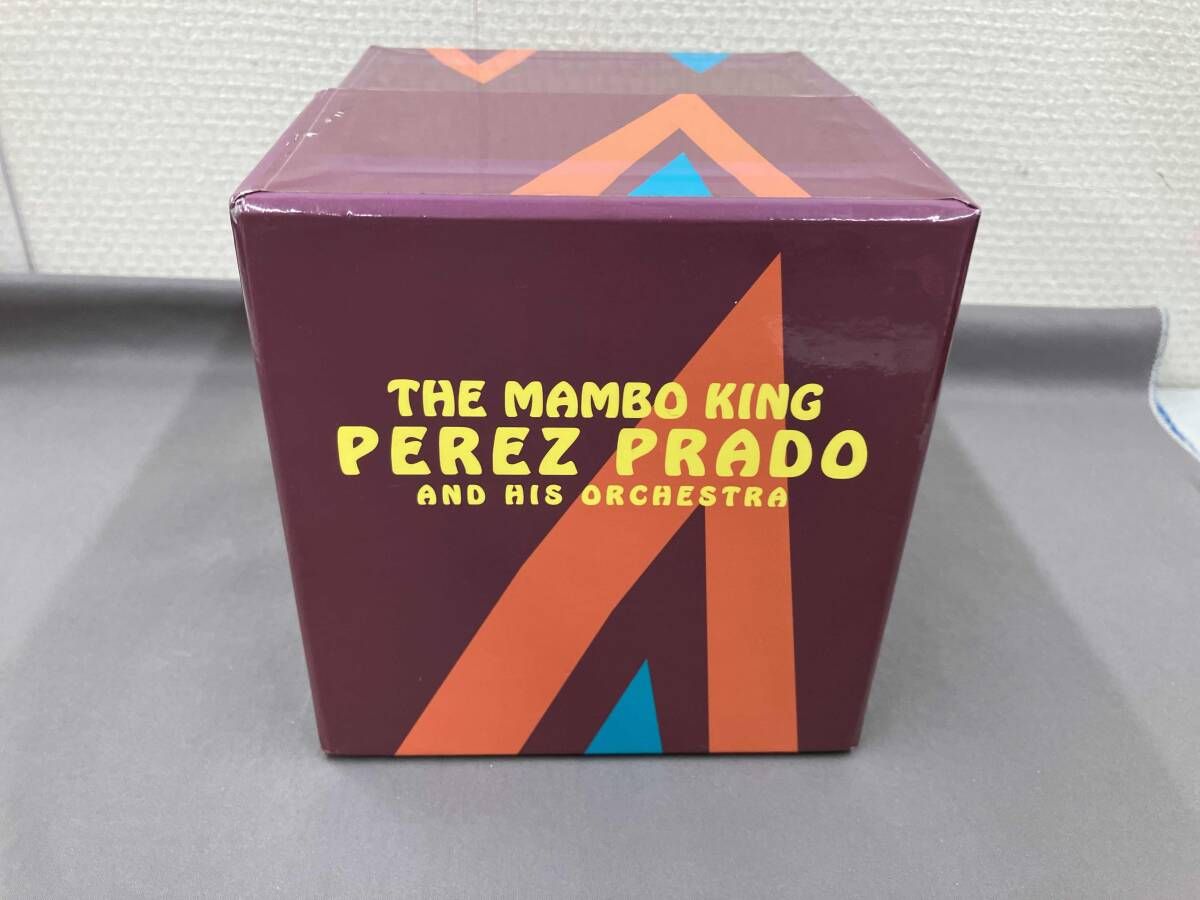 THE MAMBO KING
PEREZ PRADO
AND HIS ORCHESTRA